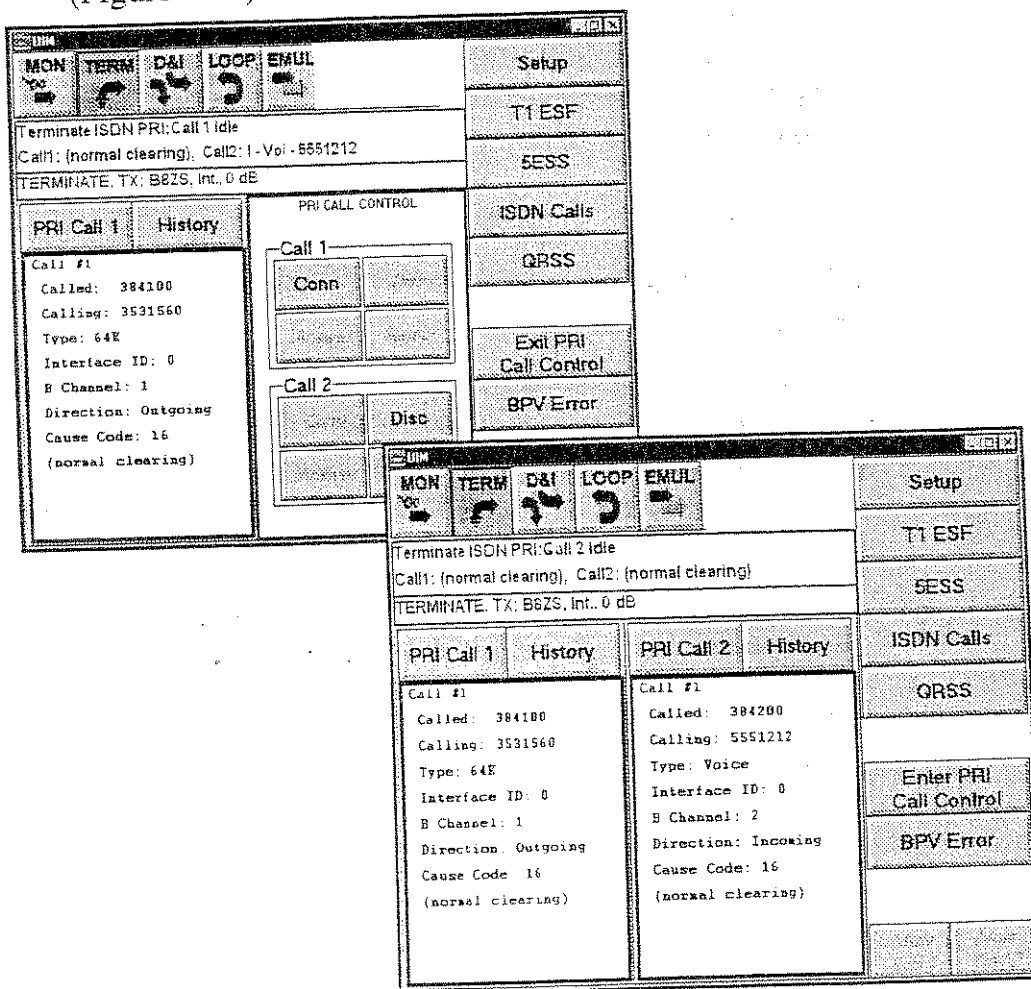 (Figure
UIM
MON TERM D&I LOOP EMUL
Terminate ISDN PRI:Call 1 Idle
Call1: (normal clearing), Call2: I - Voi - 5551212
TERMINATE, TX: B8ZS, Int., 0 dB
PRI Call 1 History
Call #1
Called: 384100
Calling: 3531560
Type: 64K
Interface ID: 0
B Channel: 1
Direction: Outgoing
Cause Code: 16
(normal clearing)
PRI CALL CONTROL
Call 1
Conn
Call 2
Disc
Setup
T1 ESF
5ESS
ISDN Calls
QRSS
Exit PRI
Call Control
BPV Error
UIM
MON TERM D&I LOOP EMUL
Terminate ISDN PRI:Call 2 Idle
Call1: (normal clearing), Call2: (normal clearing)
TERMINATE. TX: B8ZS, Int., 0 dB
PRI Call 1 History
Call #1
Called: 384100
Calling: 3531560
Type: 64K
Interface ID: 0
B Channel: 1
Direction. Outgoing
Cause Code 16
(normal clearing)
PRI Call 2 History
Call #1
Called: 384200
Calling: 5551212
Type: Voice
Interface ID: 0
B Channel: 2
Direction: Incoming
Cause Code: 16
(normal clearing)
Setup
T1 ESF
5ESS
ISDN Calls
QRSS
Enter PRI
Call Control
BPV Error